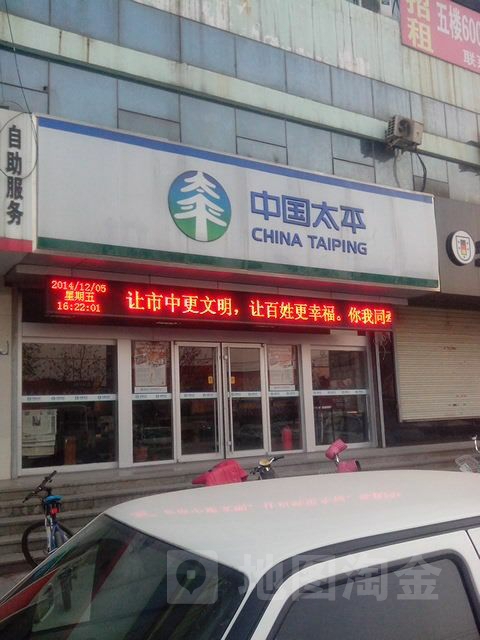 招租
五楼600
联系
自助服务
中国太平
CHINA TAIPING
2014/12/05
星期五
16:22:01
让市中更文明，让百姓更幸福。你我同
地图淘金